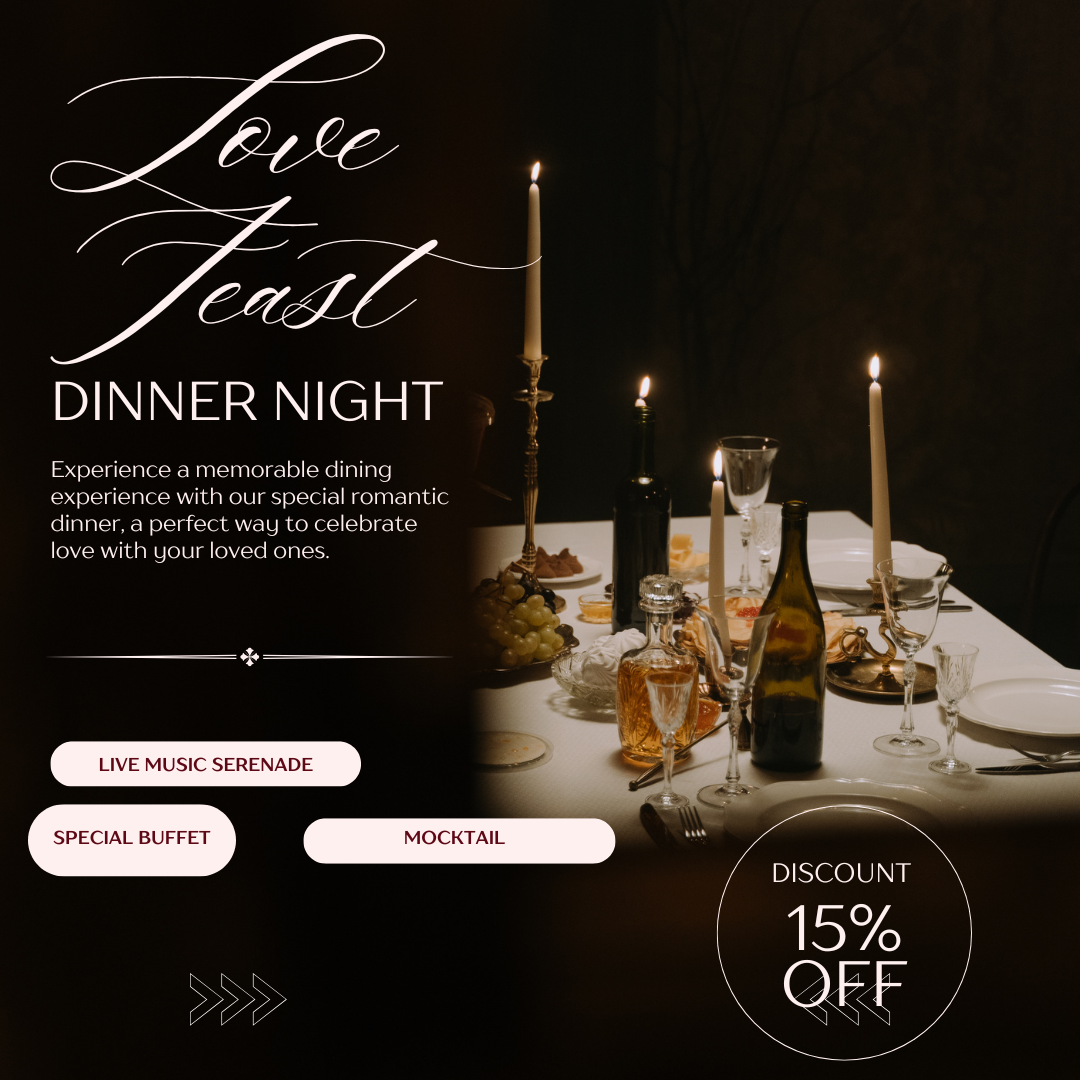 Love
Feast
DINNER NIGHT
Experience a memorable dining
experience with our special romantic
dinner, a perfect way to celebrate
love with your loved ones.
LIVE MUSIC SERENADE
SPECIAL BUFFET
MOCKTAIL
DISCOUNT
15%
OFF